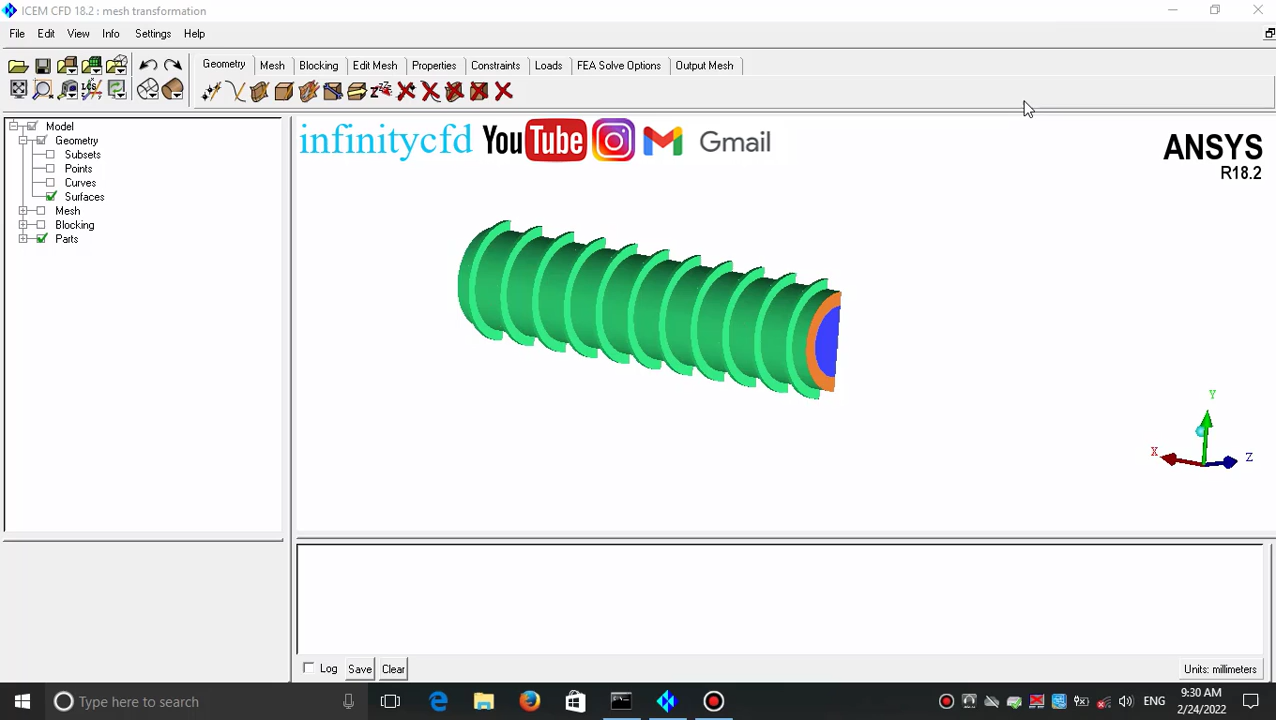 ICEM CFD 18.2 : mesh transformation
File Edit View Info Settings Help
Geometry Mesh Blocking Edit Mesh Properties Constraints Loads FEA Solve Options Output Mesh
Model
Geometry
Subsets
Points
Curves
Surfaces
Mesh
Blocking
Parts
infinitycfd YouTube Gmail
ANSYS
R18.2
Y
X
Z
Log Save Clear
Units: millimeters
Type here to search
ENG
9:30 AM
2/24/2022